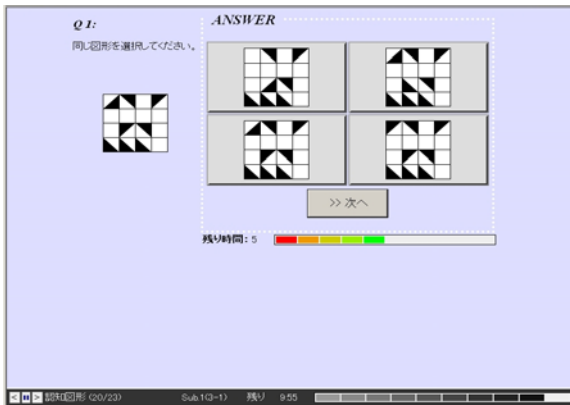 Q 1:
同じ図形を選択してください。
ANSWER
>> 次へ
残り時間: 5
認知図形 (20/23)
Sub.1(3-1)
残り 9:55